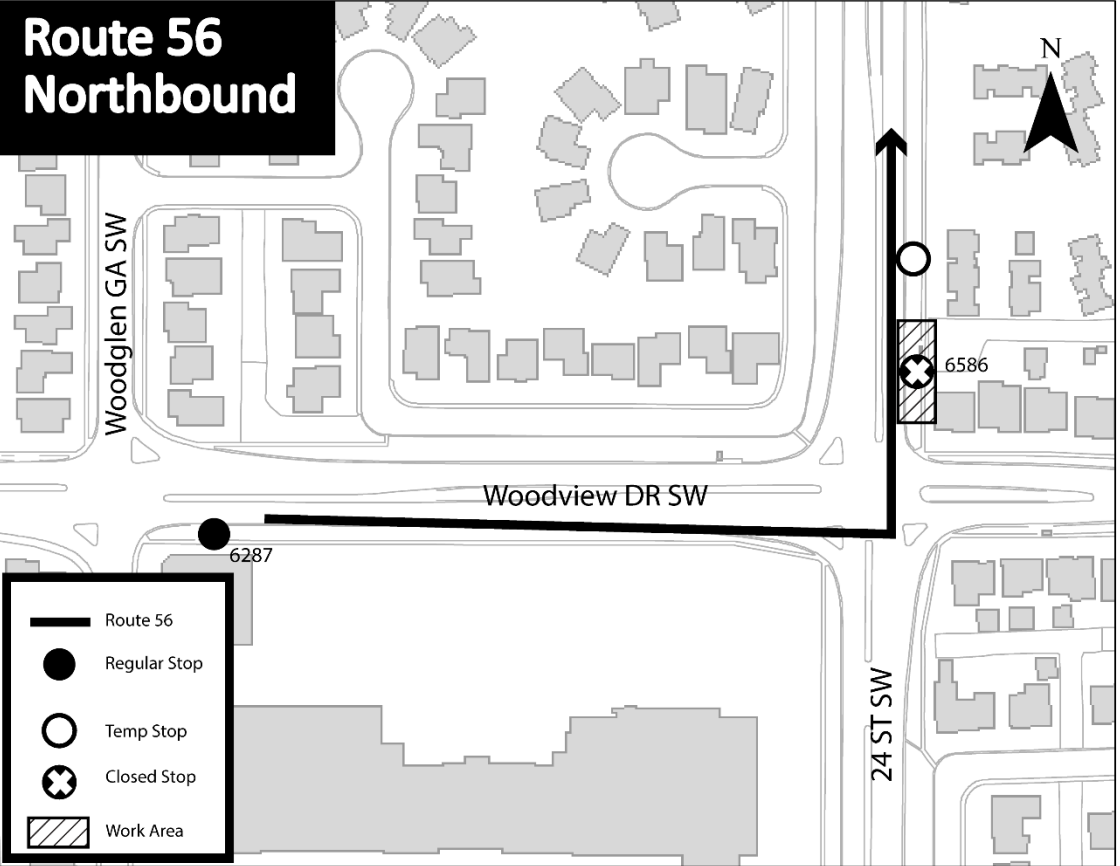 Route 56
Northbound
N
Woodglen GA SW
6586
Woodview DR SW
6287
24 ST SW
Route 56
Regular Stop
Temp Stop
Closed Stop
Work Area